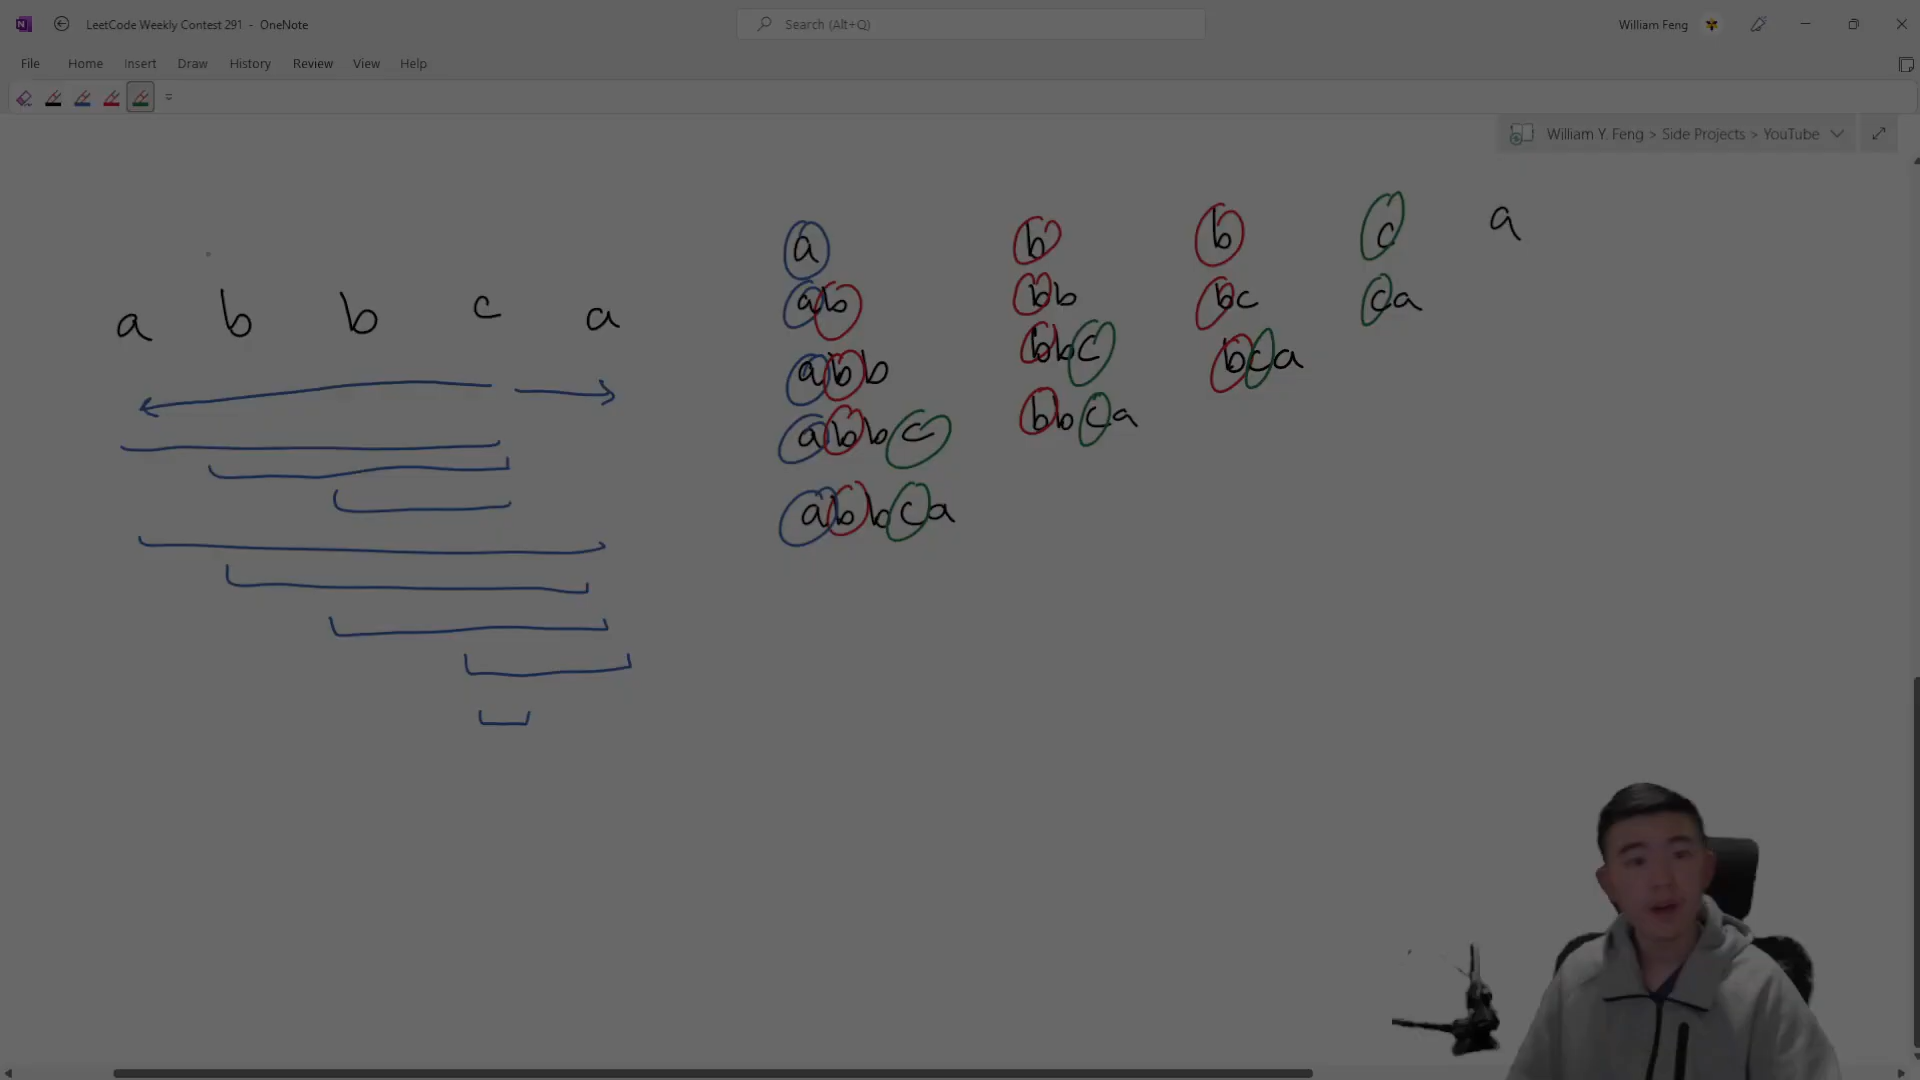 LeetCode Weekly Contest 291 - OneNote
Search (Alt+Q)
William Feng
File Home Insert Draw History Review View Help
William Y. Feng > Side Projects > YouTube
a b b c a
a b b c a
ab bb bc ca
abb bbc bca
abbc bbca
abbca